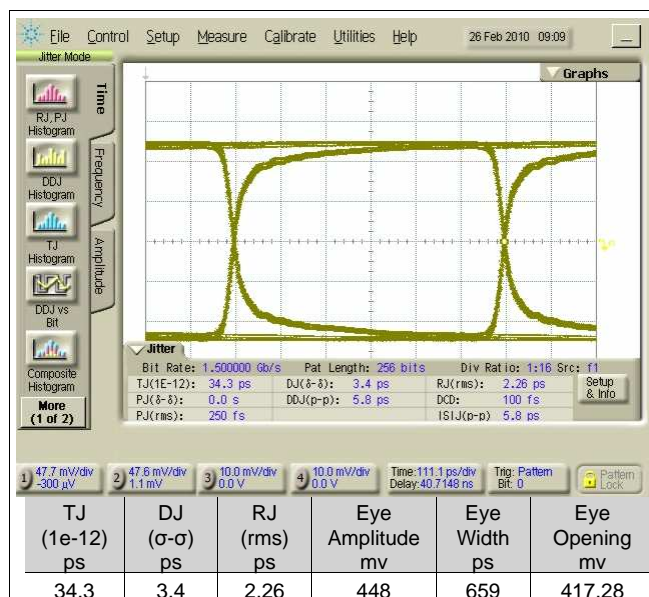 File Control Setup Measure Calibrate Utilities Help 26 Feb 2010 09:09
Jitter Mode
Graphs
RJ, PJ
Histogram
DDJ
Histogram
TJ
Histogram
DDJ vs
Bit
Composite
Histogram
More
(1 of 2)
Time
Frequency
Amplitude
Jitter
Bit Rate: 1.500000 Gb/s Pat Length: 256 bits Div Ratio: 1:16 Src: f1
TJ(1E-12): 34.3 ps DJ(δ-δ): 3.4 ps RJ(rms): 2.26 ps
PJ(δ-δ): 0.0 s DDJ(p-p): 5.8 ps DCD: 100 fs
PJ(rms): 250 fs ISIJ(p-p) 5.8 ps
Setup
& Info
1) 47.7 mV/div 2) 47.6 mV/div 3) 10.0 mV/div 4) 10.0 mV/div Time:111.1 ps/div Trig: Pattern Pattern
-300 µV 1.1 mV 0.0 V 0.0 V Delay:40.7148 ns Bit: 0 Lock
TJ DJ RJ Eye Eye Eye
(1e-12) (σ-σ) (rms) Amplitude Width Opening
ps ps ps mv ps mv
34.3 3.4 2.26 448 659 417.28